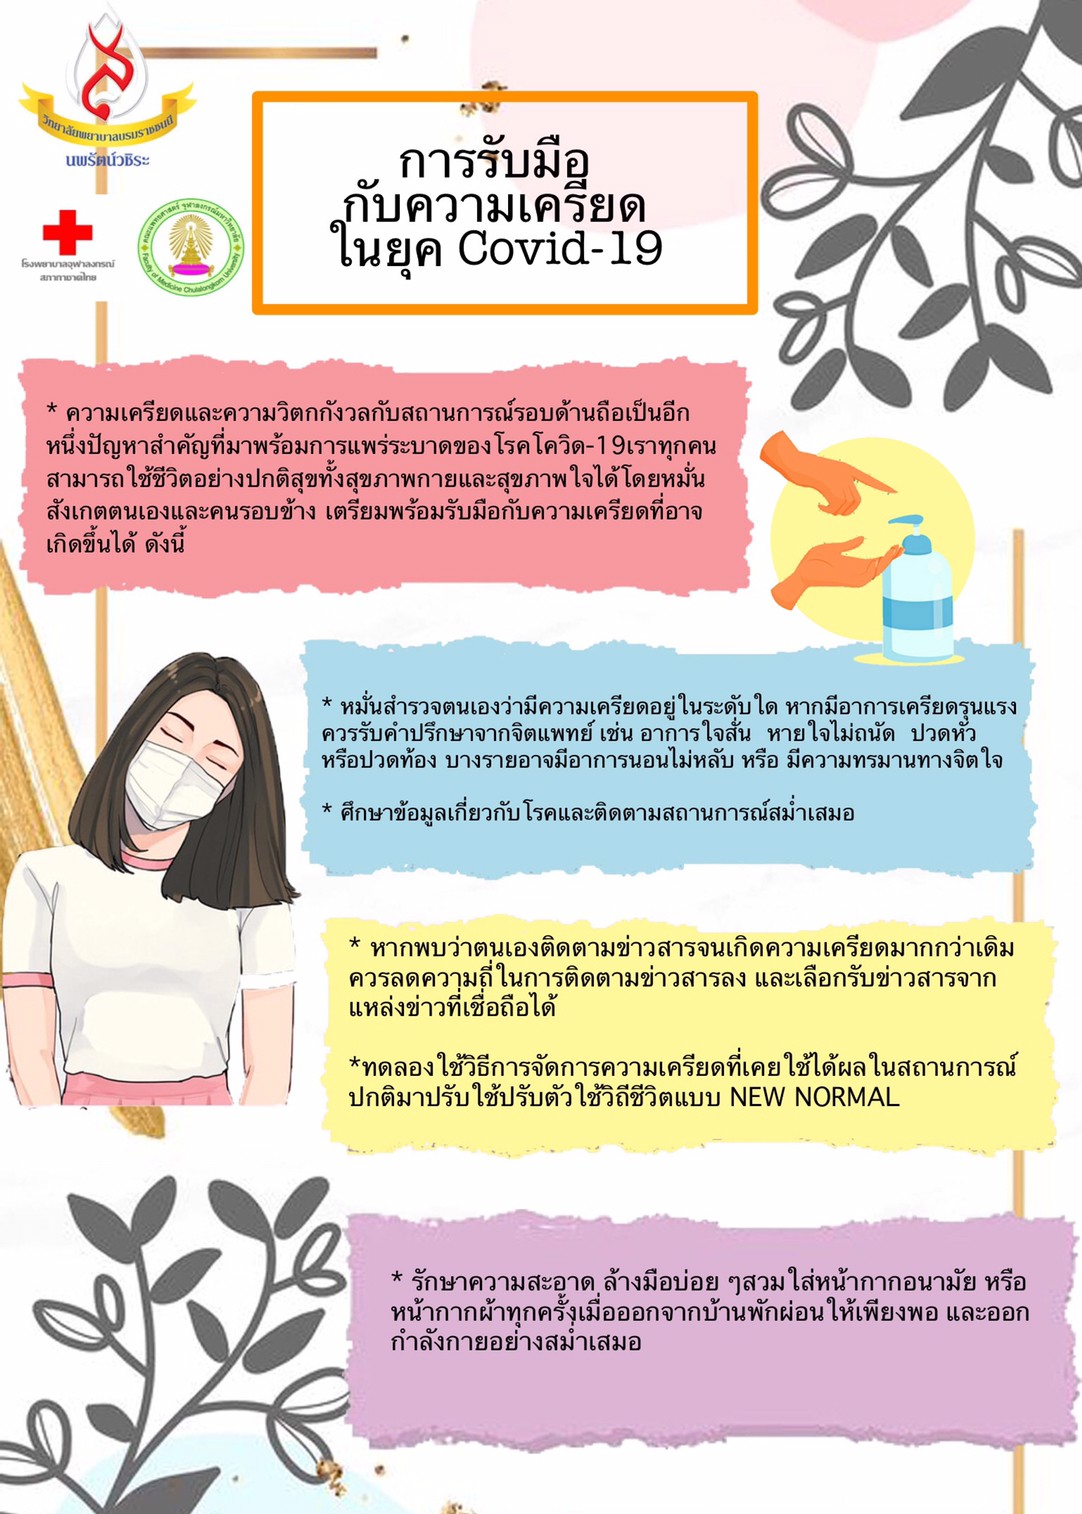 วิทยาลัยพยาบาลบรมราชชนนี
นพรัตน์วชิระ
โรงพยาบาลจุฬาลงกรณ์
สภากาชาดไทย
คณะแพทยศาสตร์ จุฬาลงกรณ์มหาวิทยาลัย
Faculty of Medicine Chulalongkorn University
การรับมือ
กับความเครียด
ในยุค Covid-19
* ความเครียดและความวิตกกังวลกับสถานการณ์รอบด้านถือเป็นอีก
หนึ่งปัญหาสำคัญที่มาพร้อมการแพร่ระบาดของโรคโควิด-19เราทุกคน
สามารถใช้ชีวิตอย่างปกติสุขทั้งสุขภาพกายและสุขภาพใจได้โดยหมั่น
สังเกตตนเองและคนรอบข้าง เตรียมพร้อมรับมือกับความเครียดที่อาจ
เกิดขึ้นได้ ดังนี้
* หมั่นสำรวจตนเองว่ามีความเครียดอยู่ในระดับใด หากมีอาการเครียดรุนแรง
ควรรับคำปรึกษาจากจิตแพทย์ เช่น อาการใจสั่น หายใจไม่ถนัด ปวดหัว
หรือปวดท้อง บางรายอาจมีอาการนอนไม่หลับ หรือ มีความทรมานทางจิตใจ
* ศึกษาข้อมูลเกี่ยวกับโรคและติดตามสถานการณ์สม่ำเสมอ
* หากพบว่าตนเองติดตามข่าวสารจนเกิดความเครียดมากกว่าเดิม
ควรลดความถี่ในการติดตามข่าวสารลง และเลือกรับข่าวสารจาก
แหล่งข่าวที่เชื่อถือได้
*ทดลองใช้วิธีการจัดการความเครียดที่เคยใช้ได้ผลในสถานการณ์
ปกติมาปรับใช้ปรับตัวใช้วิถีชีวิตแบบ NEW NORMAL
* รักษาความสะอาด ล้างมือบ่อย ๆสวมใส่หน้ากากอนามัย หรือ
หน้ากากผ้าทุกครั้งเมื่อออกจากบ้านพักผ่อนให้เพียงพอ และออก
กำลังกายอย่างสม่ำเสมอ